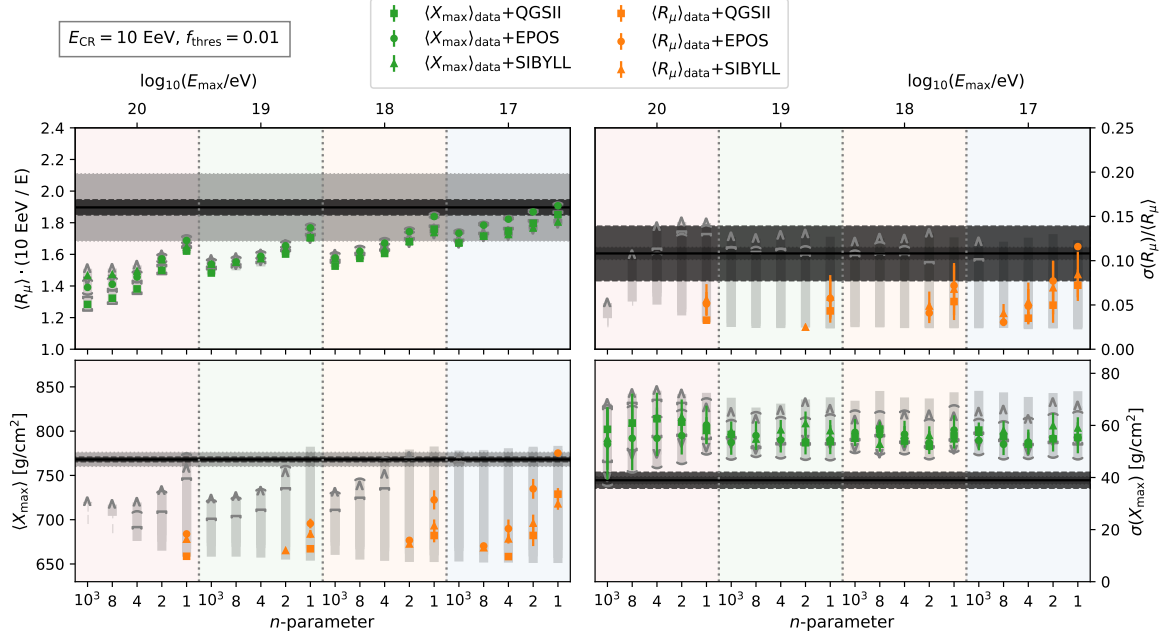 E_CR = 10 EeV, f_thres = 0.01
⟨X_max⟩_data+QGSII
⟨X_max⟩_data+EPOS
⟨X_max⟩_data+SIBYLL
⟨R_μ⟩_data+QGSII
⟨R_μ⟩_data+EPOS
⟨R_μ⟩_data+SIBYLL
log₁₀(E_max/eV)
20 19 18 17
log₁₀(E_max/eV)
20 19 18 17
⟨R_μ⟩ · (10 EeV / E)
2.4
2.2
2.0
1.8
1.6
1.4
1.2
1.0
0.25
0.20
0.15
0.10
0.05
0.00
σ(R_μ)/⟨R_μ⟩
⟨X_max⟩ [g/cm²]
850
800
750
700
650
80
60
40
20
0
σ(X_max) [g/cm²]
10³ 8 4 2 1 10³ 8 4 2 1 10³ 8 4 2 1 10³ 8 4 2 1
n-parameter
10³ 8 4 2 1 10³ 8 4 2 1 10³ 8 4 2 1 10³ 8 4 2 1
n-parameter